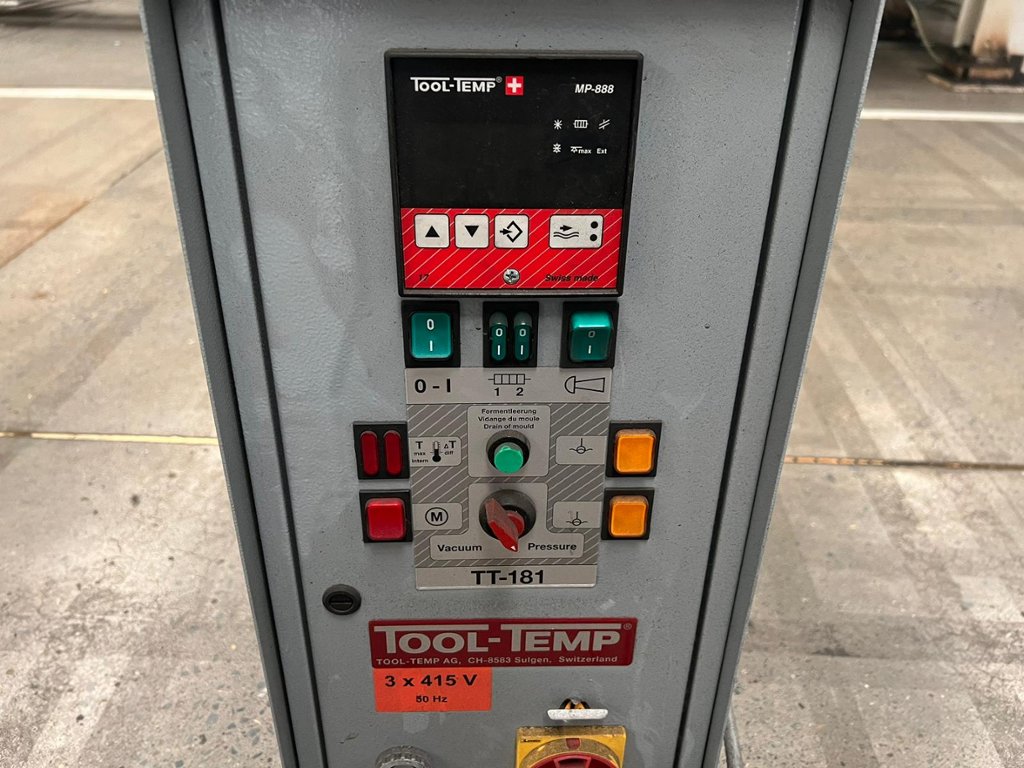 TOOL-TEMP® MP-888
max Ext
17 Swiss made
0 0 0 0
I I I I
0 - I 1 2
Formentleerung
Vidange du moule
Drain of mould
T ΔT
max diff
intern
M
Vacuum Pressure
TT-181
TOOL-TEMP®
TOOL-TEMP AG, CH-8583 Sulgen, Switzerland
3 x 415 V
50 Hz